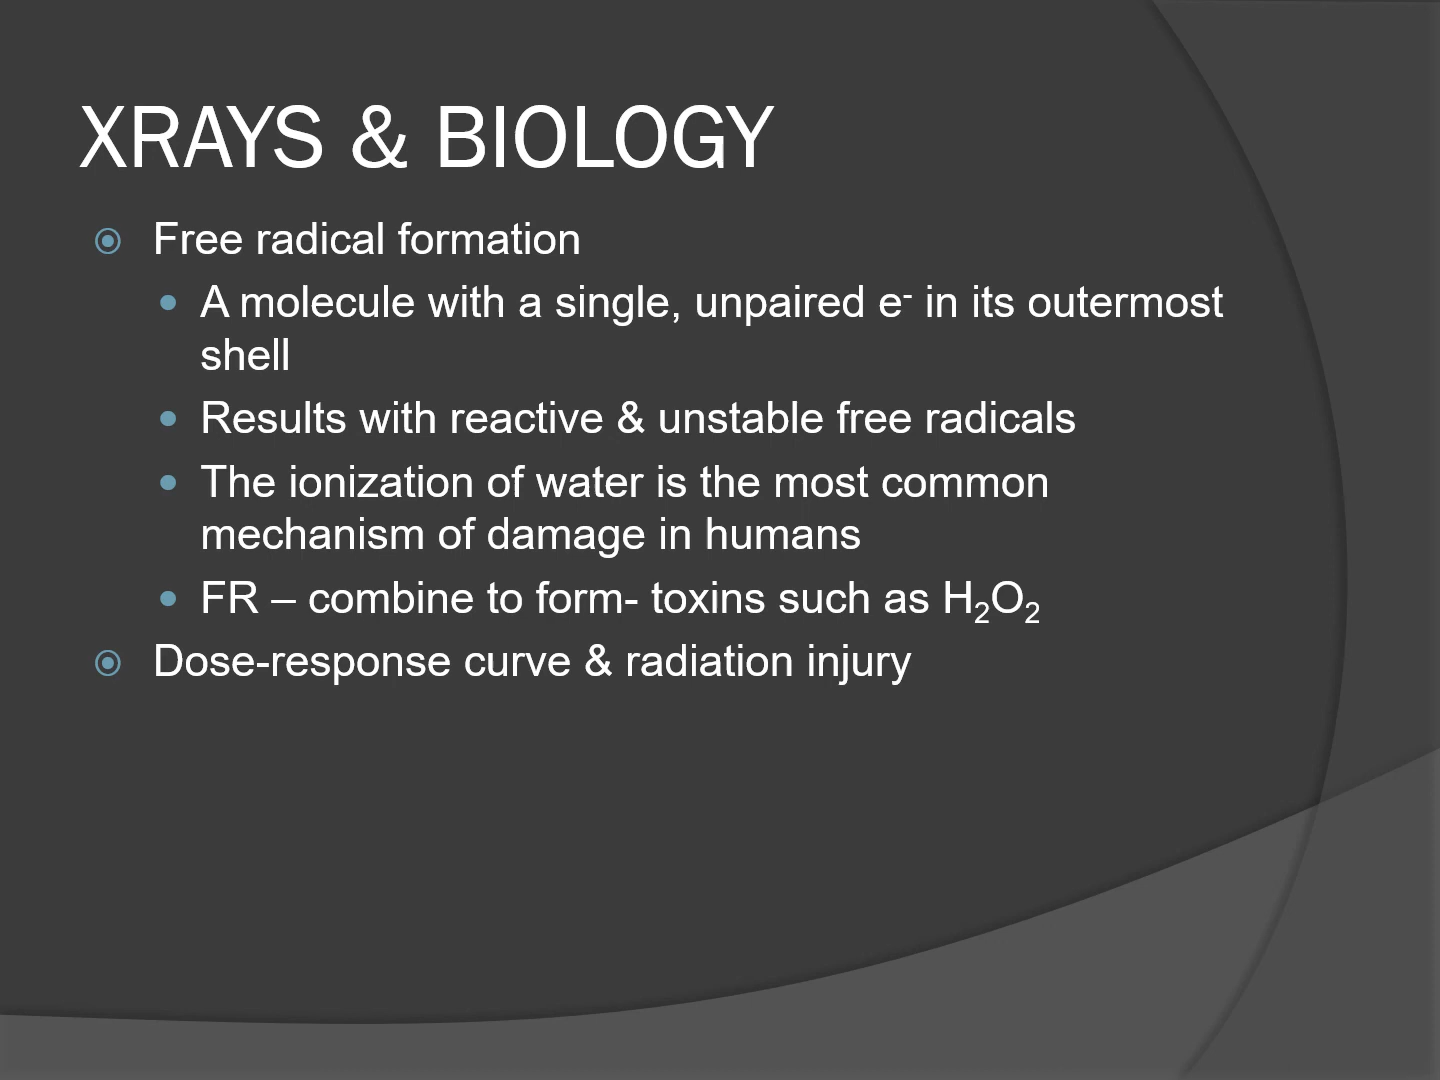 XRAYS & BIOLOGY
Free radical formation
A molecule with a single, unpaired e⁻ in its outermost
shell
Results with reactive & unstable free radicals
The ionization of water is the most common
mechanism of damage in humans
FR – combine to form- toxins such as H₂O₂
Dose-response curve & radiation injury